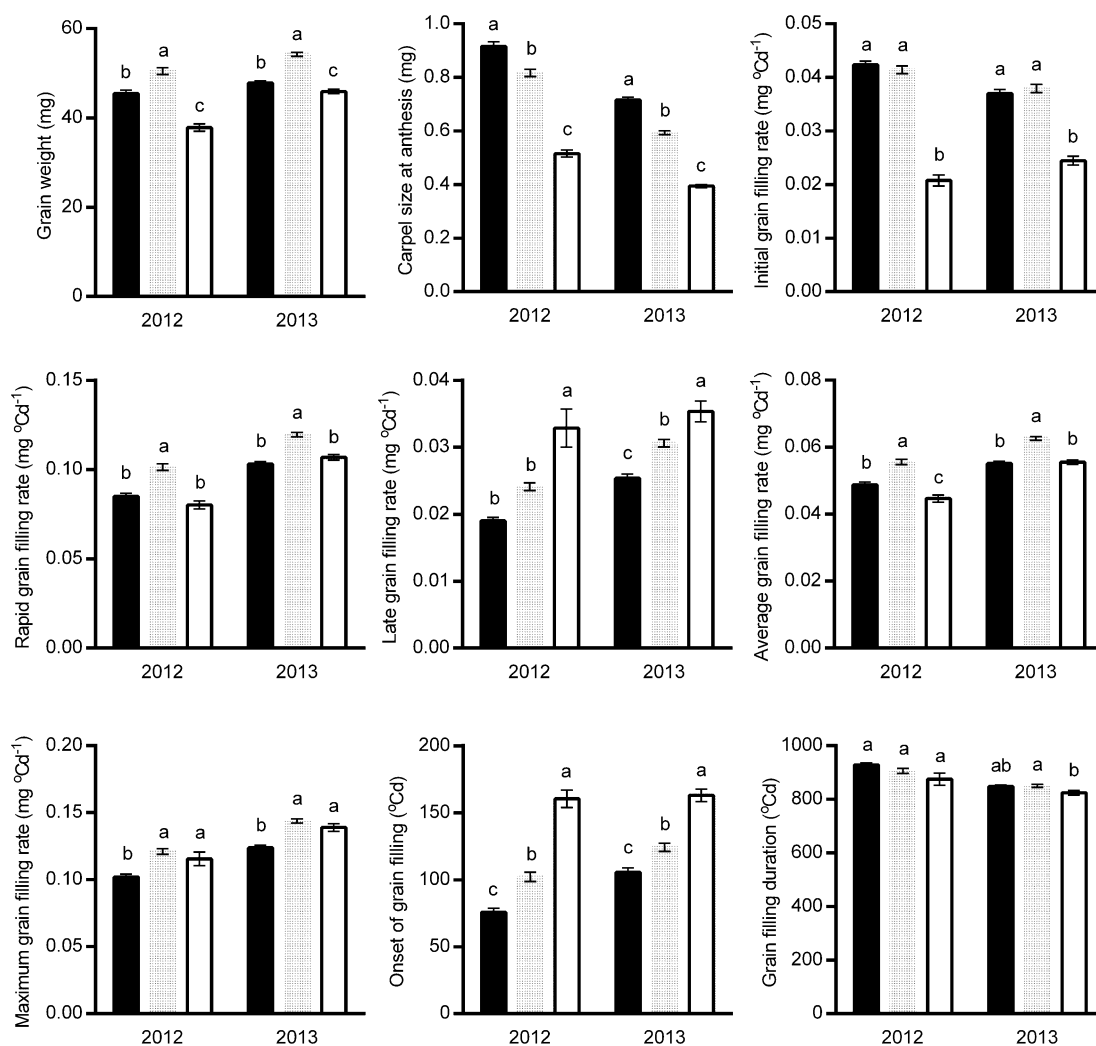 Grain weight (mg)
60
40
20
0
b
a
c
b
a
c
2012
2013
Carpel size at anthesis (mg)
1.0
0.8
0.6
0.4
0.2
0.0
a
b
c
a
b
c
2012
2013
Initial grain filling rate (mg ºCd⁻¹)
0.05
0.04
0.03
0.02
0.01
0.00
a
a
b
a
a
b
2012
2013
Rapid grain filling rate (mg ºCd⁻¹)
0.15
0.10
0.05
0.00
b
a
b
b
a
b
2012
2013
Late grain filling rate (mg ºCd⁻¹)
0.04
0.03
0.02
0.01
0.00
b
b
a
c
b
a
2012
2013
Average grain filling rate (mg ºCd⁻¹)
0.08
0.06
0.04
0.02
0.00
b
a
c
b
a
b
2012
2013
Maximum grain filling rate (mg ºCd⁻¹)
0.20
0.15
0.10
0.05
0.00
b
a
a
b
a
a
2012
2013
Onset of grain filling (ºCd)
200
150
100
50
0
c
b
a
c
b
a
2012
2013
Grain filling duration (ºCd)
1000
800
600
400
200
0
a
a
a
ab
a
b
2012
2013